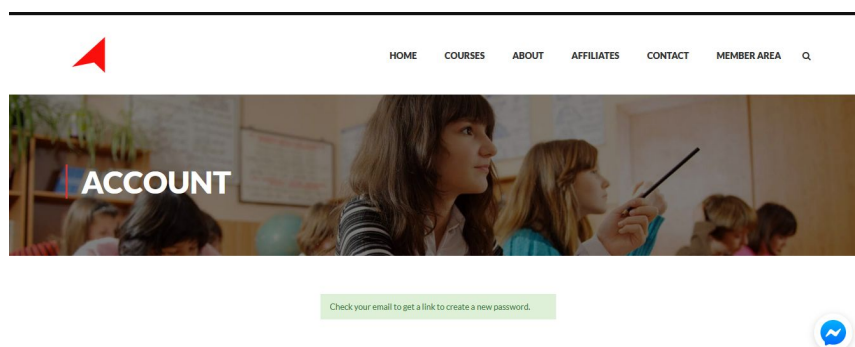 HOME COURSES ABOUT AFFILIATES CONTACT MEMBER AREA
ACCOUNT
Check your email to get a link to create a new password.